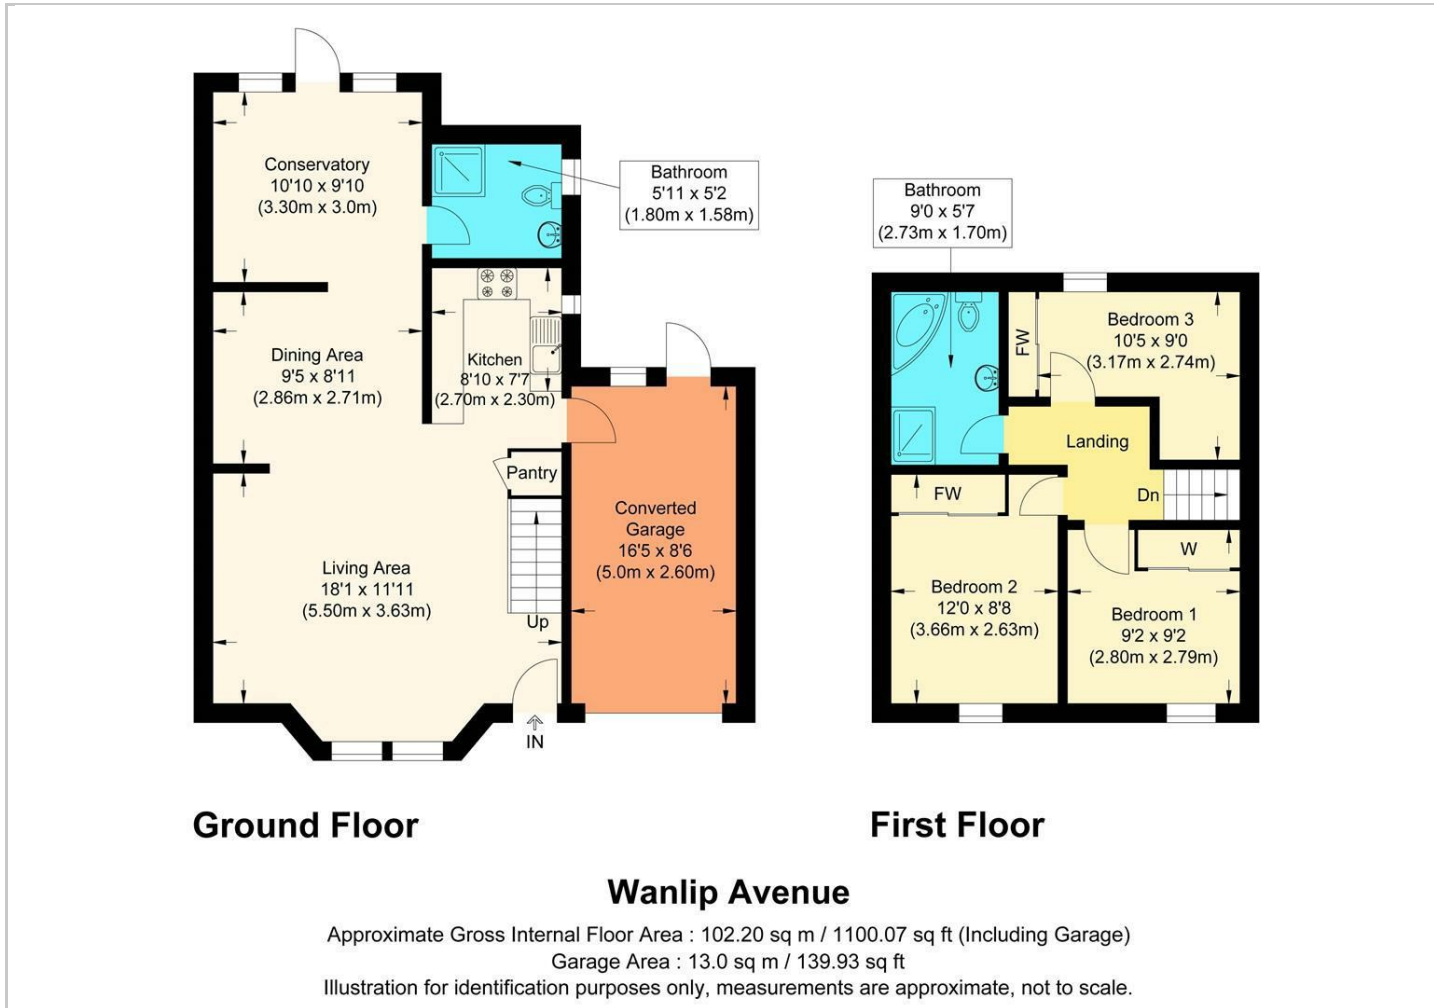 Conservatory
10'10 x 9'10
(3.30m x 3.0m)
Bathroom
5'11 x 5'2
(1.80m x 1.58m)
Dining Area
9'5 x 8'11
(2.86m x 2.71m)
Kitchen
8'10 x 7'7
(2.70m x 2.30m)
Pantry
Converted
Garage
16'5 x 8'6
(5.0m x 2.60m)
Living Area
18'1 x 11'11
(5.50m x 3.63m)
Up
IN
Bathroom
9'0 x 5'7
(2.73m x 1.70m)
FW
Bedroom 3
10'5 x 9'0
(3.17m x 2.74m)
Landing
Dn
FW
W
Bedroom 2
12'0 x 8'8
(3.66m x 2.63m)
Bedroom 1
9'2 x 9'2
(2.80m x 2.79m)
Ground Floor
First Floor
Wanlip Avenue
Approximate Gross Internal Floor Area : 102.20 sq m / 1100.07 sq ft (Including Garage)
Garage Area : 13.0 sq m / 139.93 sq ft
Illustration for identification purposes only, measurements are approximate, not to scale.